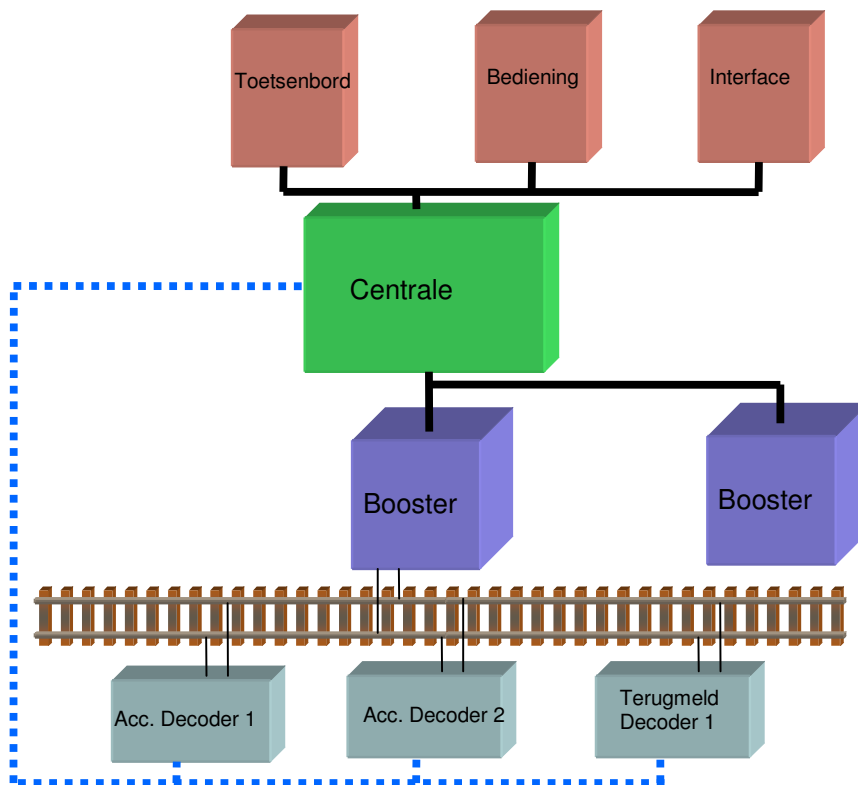 Toetsenbord
Bediening
Interface
Centrale
Booster
Booster
Acc. Decoder 1
Acc. Decoder 2
Terugmeld
Decoder 1